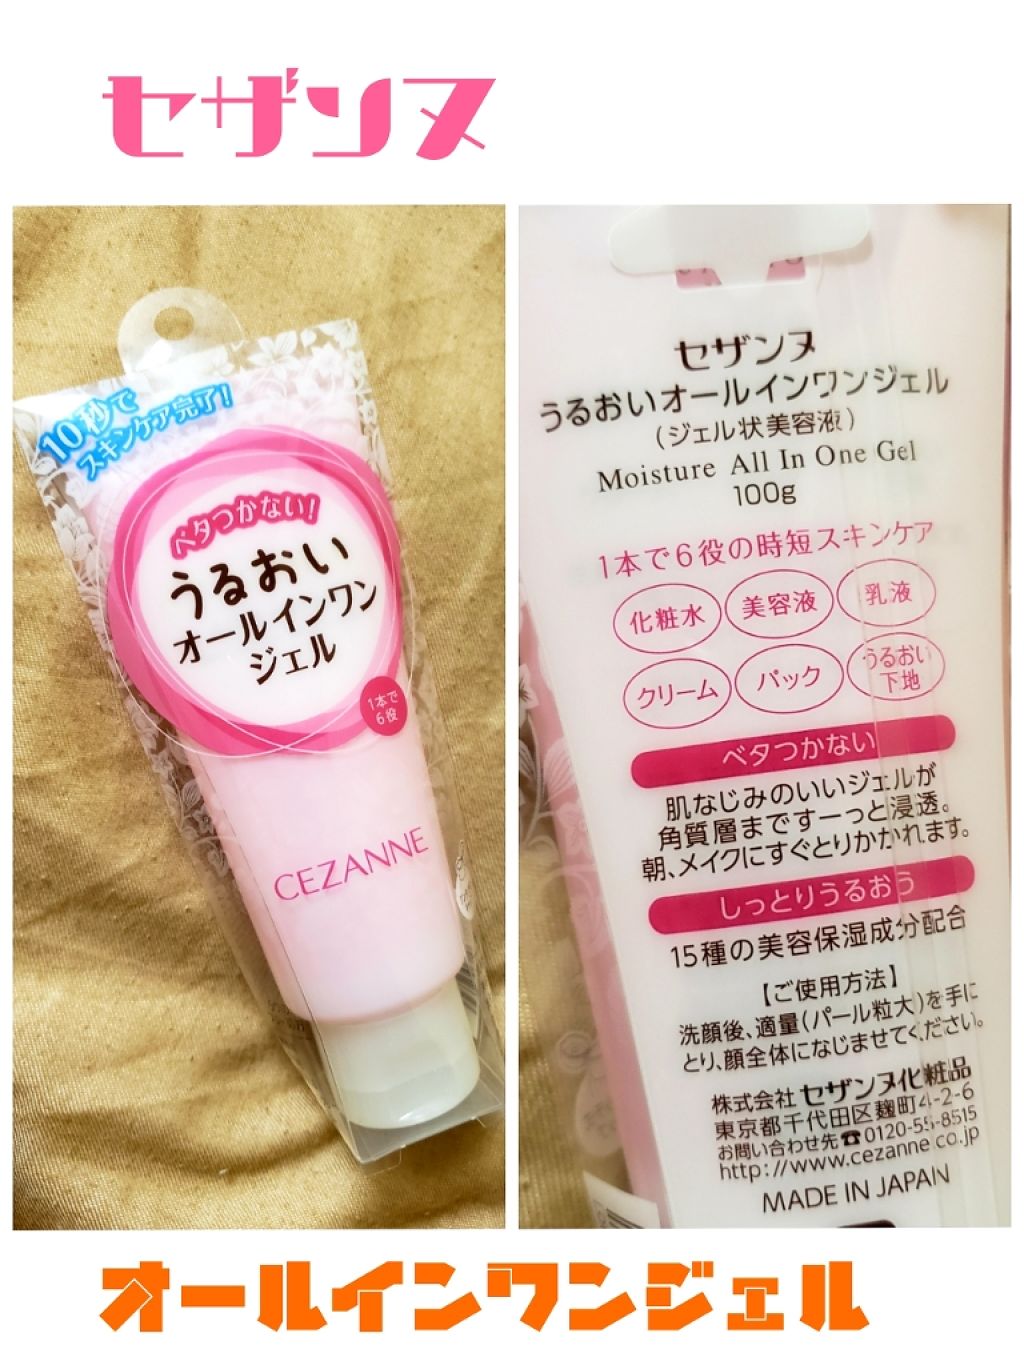 セザンヌ
10秒で
スキンケア完了!
ベタつかない!
うるおい
オールインワン
ジェル
1本で
6役
CEZANNE
セザンヌ
うるおいオールインワンジェル
(ジェル状美容液)
Moisture All In One Gel
100g
1本で6役の時短スキンケア
化粧水 美容液 乳液
クリーム パック うるおい下地
ベタつかない
肌なじみのいいジェルが
角質層まですーっと浸透。
朝、メイクにすぐとりかかれます。
しっとりうるおう
15種の美容保湿成分配合
【ご使用方法】
洗顔後、適量(パール粒大)を手に
とり、顔全体になじませてください。
株式会社 セザンヌ化粧品
東京都千代田区麹町4-2-6
お問い合わせ先☎0120-55-8515
http://www.cezanne.co.jp
MADE IN JAPAN
オールインワンジェル